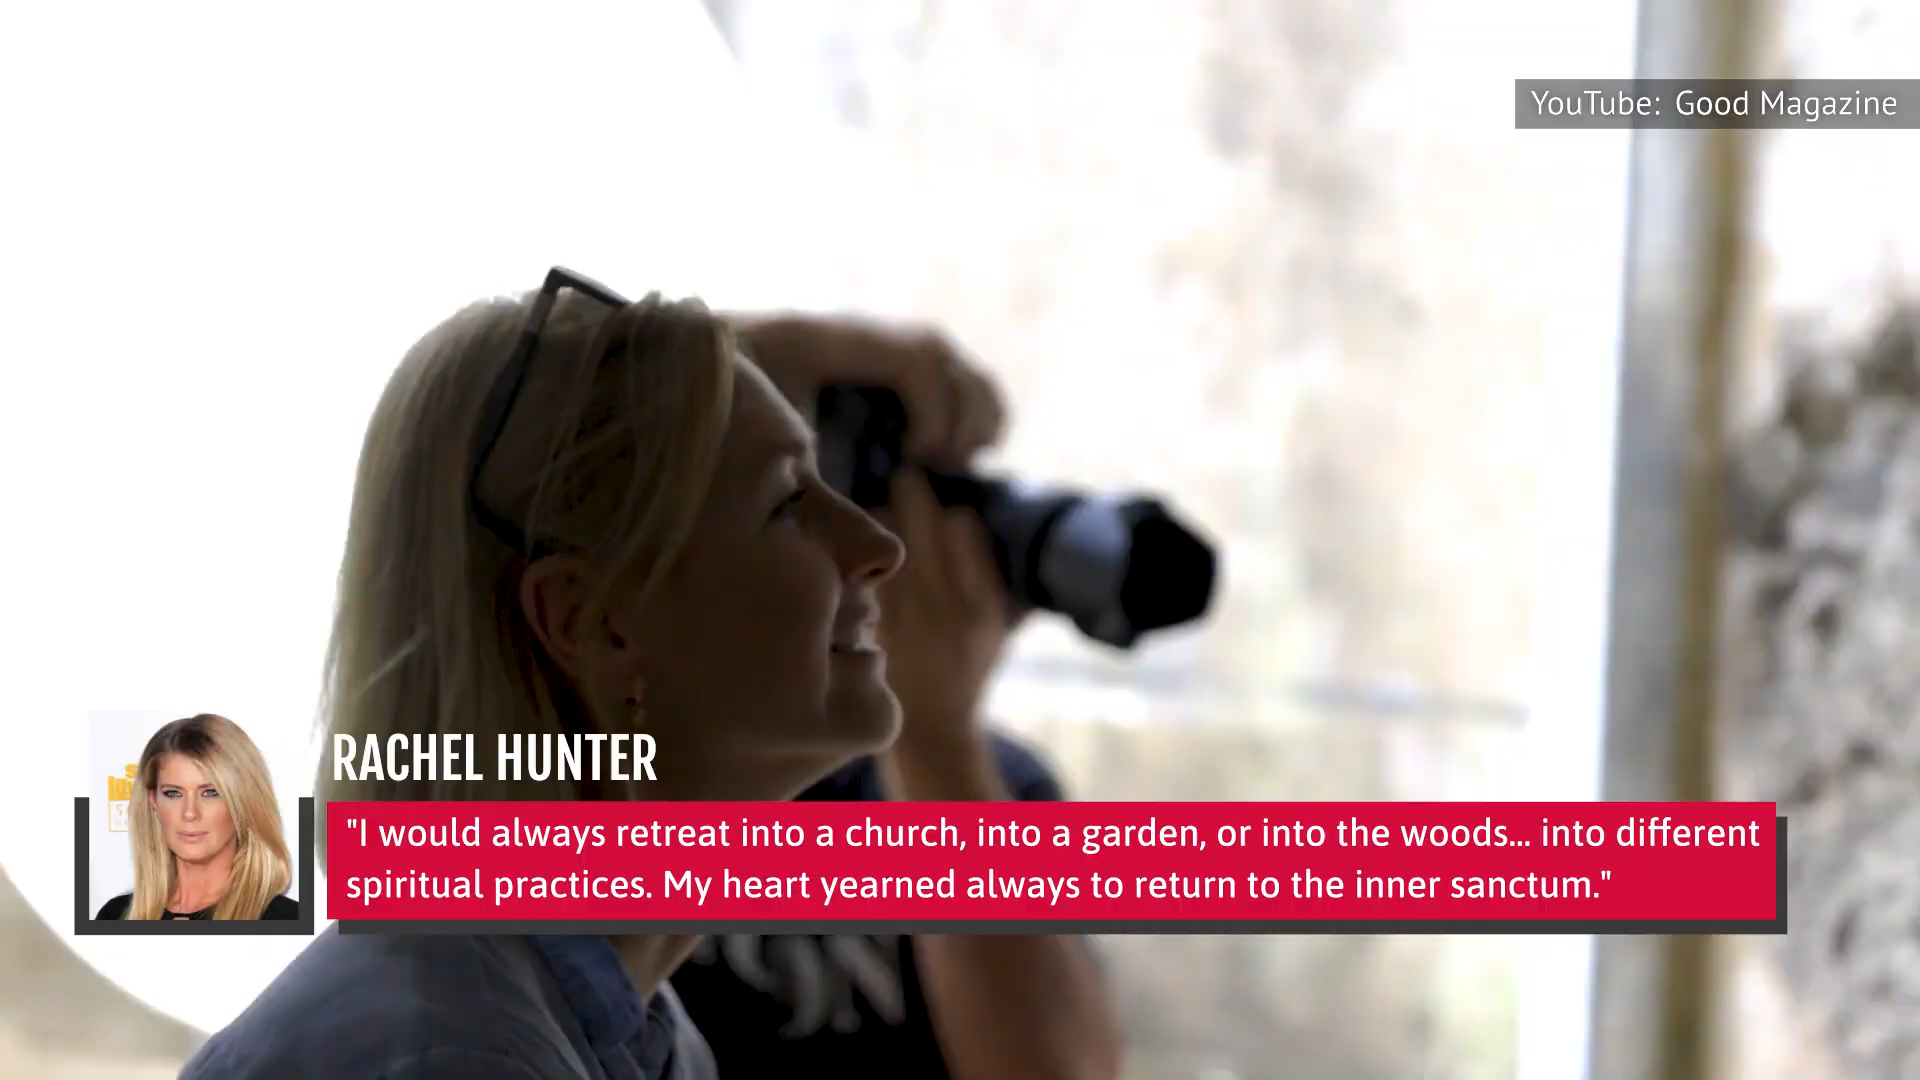 YouTube: Good Magazine
RACHEL HUNTER
"I would always retreat into a church, into a garden, or into the woods... into different
spiritual practices. My heart yearned always to return to the inner sanctum."